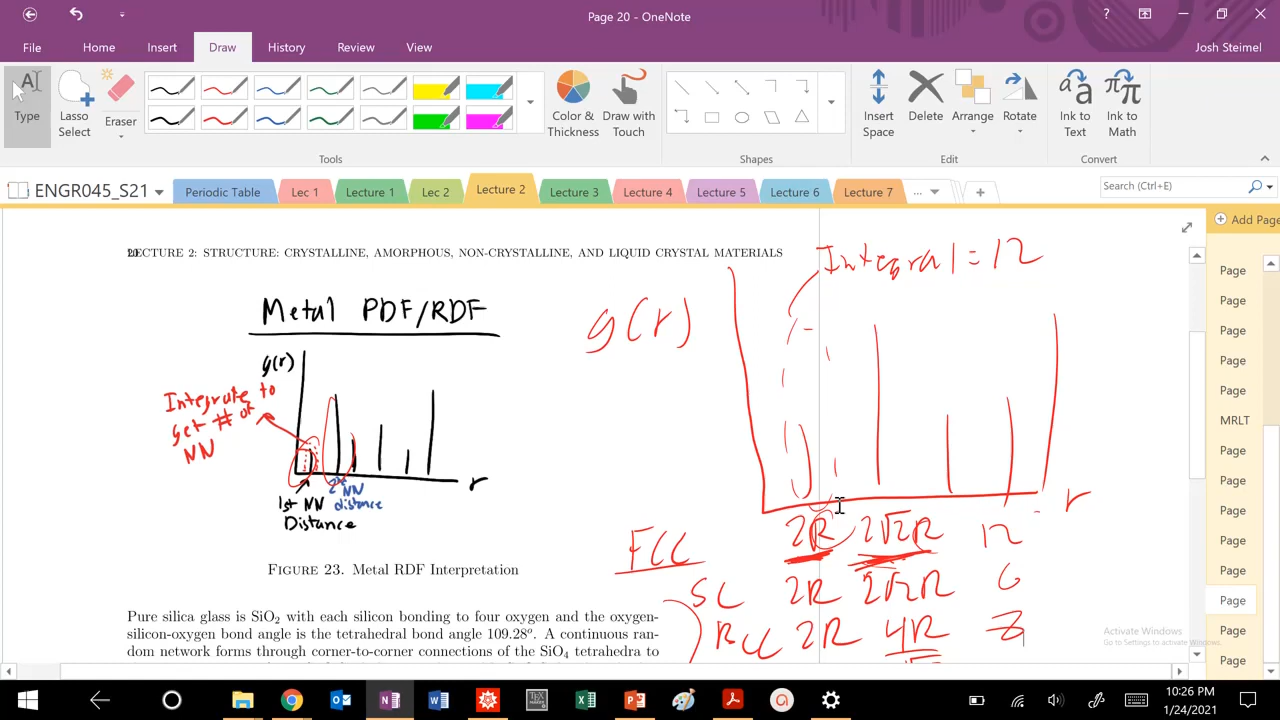 Page 20 - OneNote
Josh Steimel
File Home Insert Draw History Review View
Type
Lasso Select
Eraser
Color & Thickness
Draw with Touch
Insert Space
Delete
Arrange
Rotate
Ink to Text
Ink to Math
Tools Shapes Edit Convert
ENGR045_S21 Periodic Table Lec 1 Lecture 1 Lec 2 Lecture 2 Lecture 3 Lecture 4 Lecture 5 Lecture 6 Lecture 7 ...
Search (Ctrl+E)
Add Page
LECTURE 2: STRUCTURE: CRYSTALLINE, AMORPHOUS, NON-CRYSTALLINE, AND LIQUID CRYSTAL MATERIALS
Metal PDF/RDF
g(r)
Integrate to
get # of
NN
1st NN
Distance
2nd NN
distance
r
FIGURE 23. Metal RDF Interpretation
Pure silica glass is SiO2 with each silicon bonding to four oxygen and the oxygen-
silicon-oxygen bond angle is the tetrahedral bond angle 109.28°. A continuous ran-
dom network forms through corner-to-corner connections of the SiO4 tetrahedra to
Integral = 12
g(r)
r
FCC 2R 2√2R 12
SC 2R 2√2R 6
BCC 2R 4R 8
Page
Page
Page
Page
Page
MRLT
Page
Page
Page
Page
Page
Page
Page
Page
Activate Windows
Go to Settings to activate Windows.
10:26 PM
1/24/2021